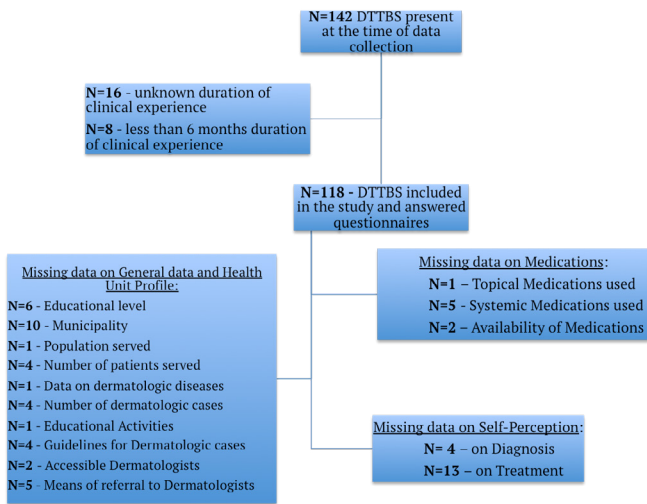 N=142 DTTBS present
at the time of data
collection
N=16 - unknown duration of
clinical experience
N=8 - less than 6 months duration
of clinical experience
N=118 - DTTBS included
in the study and answered
questionnaires
Missing data on General data and Health
Unit Profile:
N=6 - Educational level
N=10 - Municipality
N=1 - Population served
N=4 - Number of patients served
N=1 - Data on dermatologic diseases
N=4 - Number of dermatologic cases
N=1 - Educational Activities
N=4 - Guidelines for Dermatologic cases
N=2 - Accessible Dermatologists
N=5 - Means of referral to Dermatologists
Missing data on Medications:
N=1 – Topical Medications used
N=5 – Systemic Medications used
N=2 – Availability of Medications
Missing data on Self-Perception:
N= 4 – on Diagnosis
N=13 – on Treatment